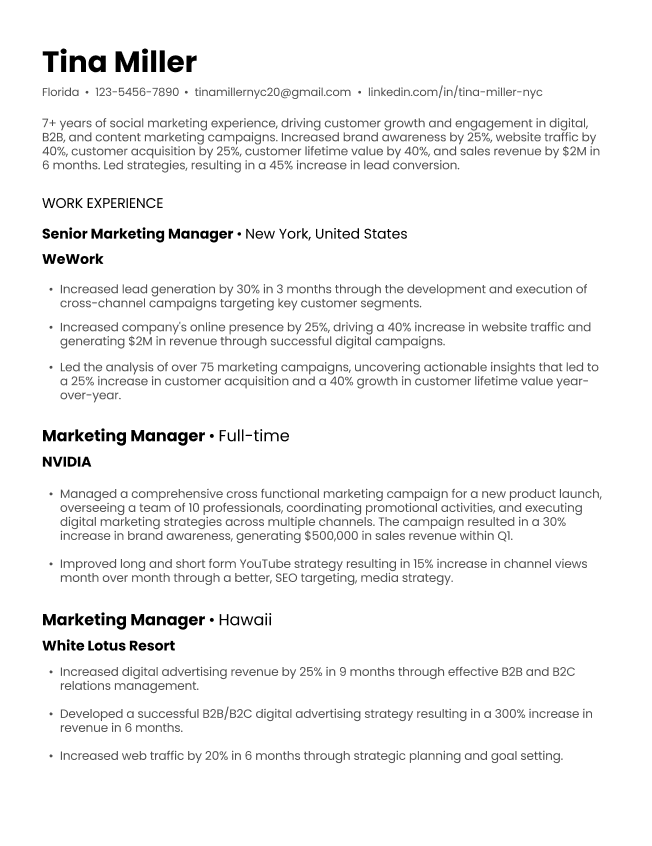 Tina Miller
Florida • 123-5456-7890 • tinamillernyc20@gmail.com • linkedin.com/in/tina-miller-nyc
7+ years of social marketing experience, driving customer growth and engagement in digital,
B2B, and content marketing campaigns. Increased brand awareness by 25%, website traffic by
40%, customer acquisition by 25%, customer lifetime value by 40%, and sales revenue by $2M in
6 months. Led strategies, resulting in a 45% increase in lead conversion.
WORK EXPERIENCE
Senior Marketing Manager • New York, United States
WeWork
• Increased lead generation by 30% in 3 months through the development and execution of
cross-channel campaigns targeting key customer segments.
• Increased company's online presence by 25%, driving a 40% increase in website traffic and
generating $2M in revenue through successful digital campaigns.
• Led the analysis of over 75 marketing campaigns, uncovering actionable insights that led to
a 25% increase in customer acquisition and a 40% growth in customer lifetime value year-
over-year.
Marketing Manager • Full-time
NVIDIA
• Managed a comprehensive cross functional marketing campaign for a new product launch,
overseeing a team of 10 professionals, coordinating promotional activities, and executing
digital marketing strategies across multiple channels. The campaign resulted in a 30%
increase in brand awareness, generating $500,000 in sales revenue within Q1.
• Improved long and short form YouTube strategy resulting in 15% increase in channel views
month over month through a better, SEO targeting, media strategy.
Marketing Manager • Hawaii
White Lotus Resort
• Increased digital advertising revenue by 25% in 9 months through effective B2B and B2C
relations management.
• Developed a successful B2B/B2C digital advertising strategy resulting in a 300% increase in
revenue in 6 months.
• Increased web traffic by 20% in 6 months through strategic planning and goal setting.